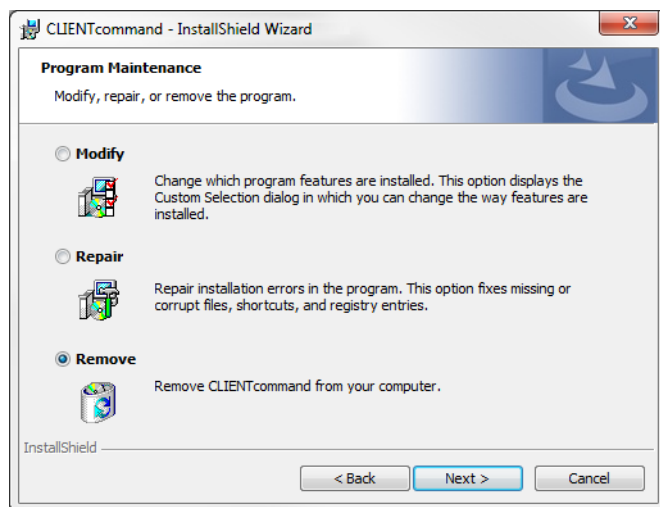 CLIENTcommand - InstallShield Wizard
Program Maintenance
Modify, repair, or remove the program.
Modify
Change which program features are installed. This option displays the
Custom Selection dialog in which you can change the way features are
installed.
Repair
Repair installation errors in the program. This option fixes missing or
corrupt files, shortcuts, and registry entries.
Remove
Remove CLIENTcommand from your computer.
InstallShield
< Back
Next >
Cancel